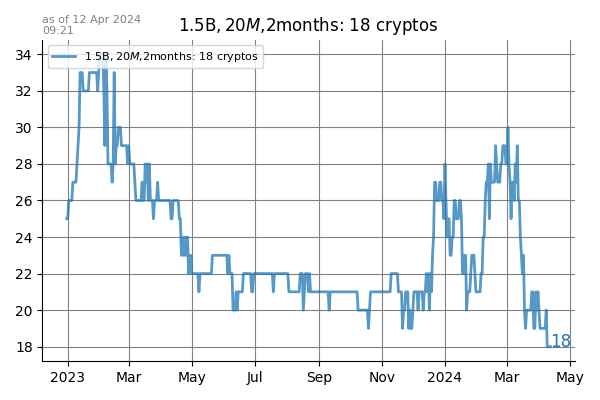 as of 12 Apr 2024
09:21
1.5B, 20M,2months: 18 cryptos
1.5B, 20M,2months: 18 cryptos
34
32
30
28
26
24
22
20
18
18
2023 Mar May Jul Sep Nov 2024 Mar May